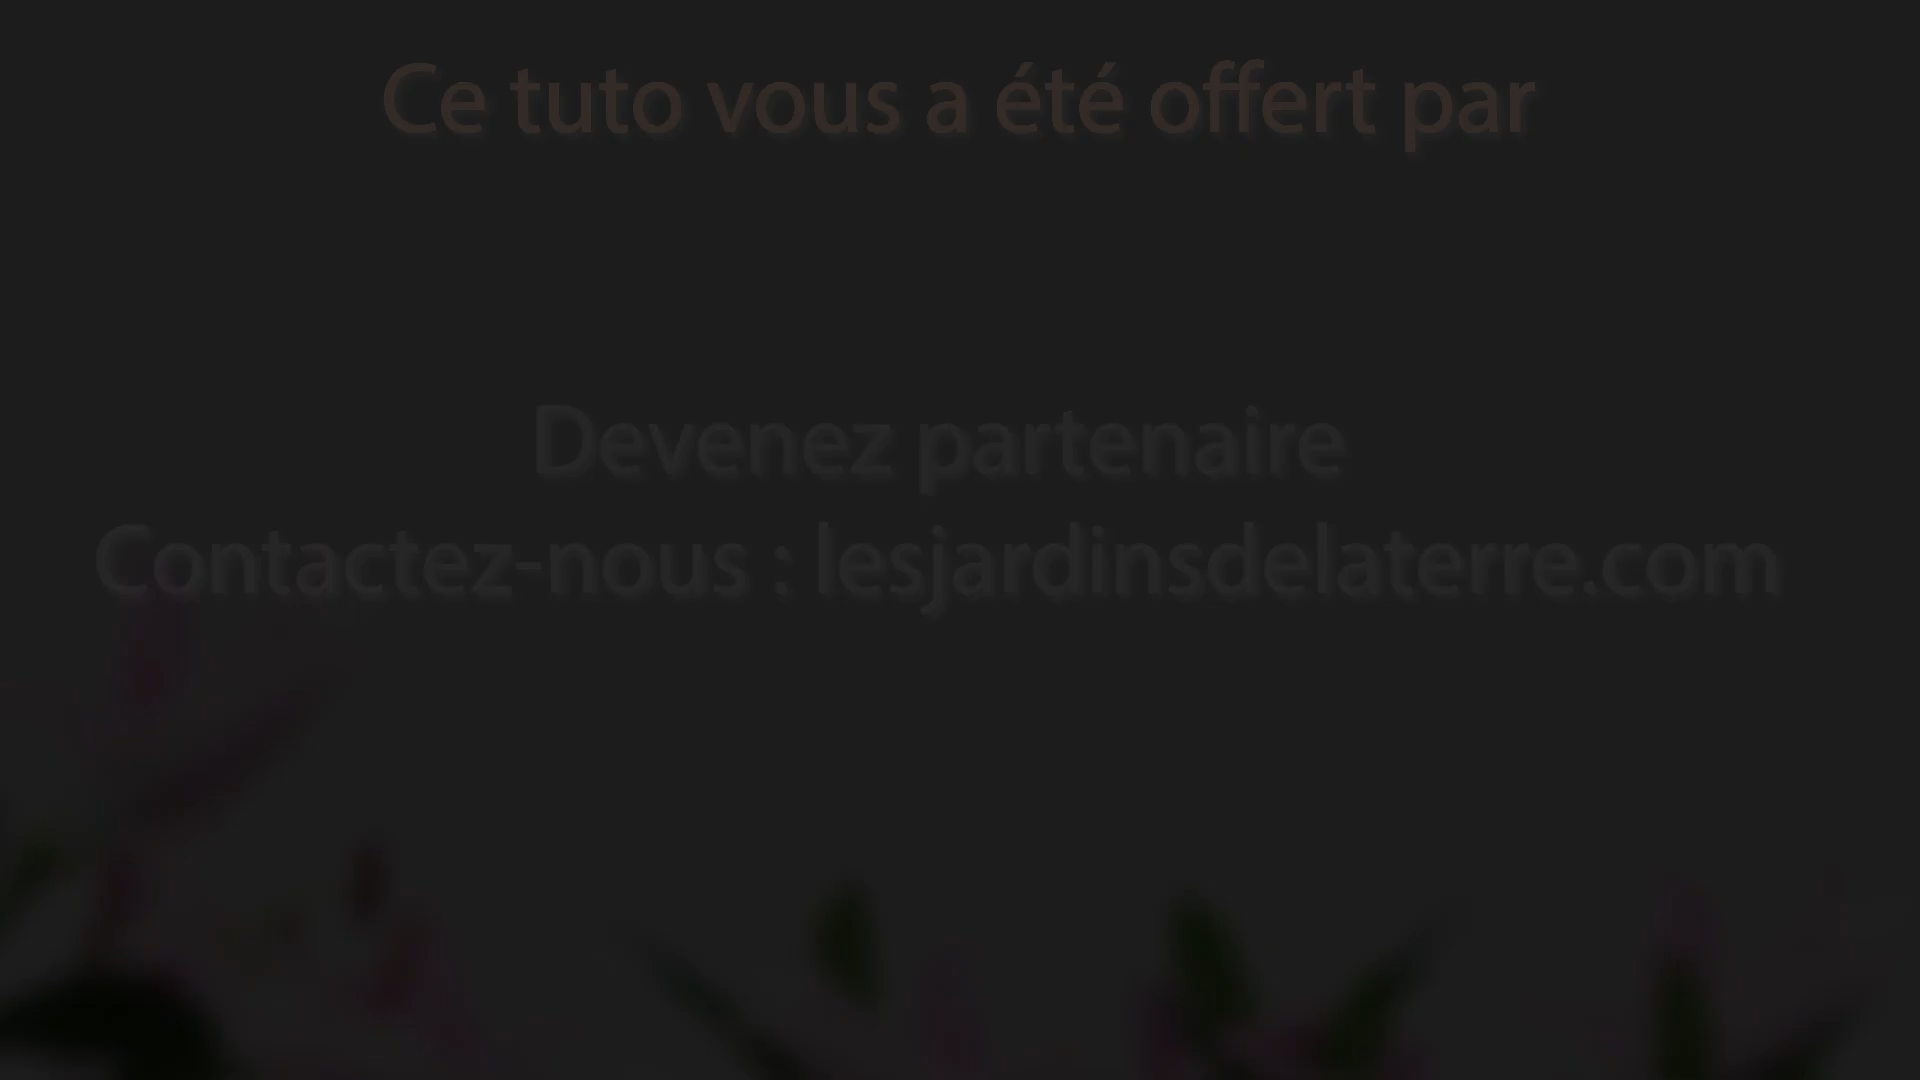 Ce tuto vous a été offert par
Devenez partenaire
Contactez-nous : lesjardinsdelaterre.com